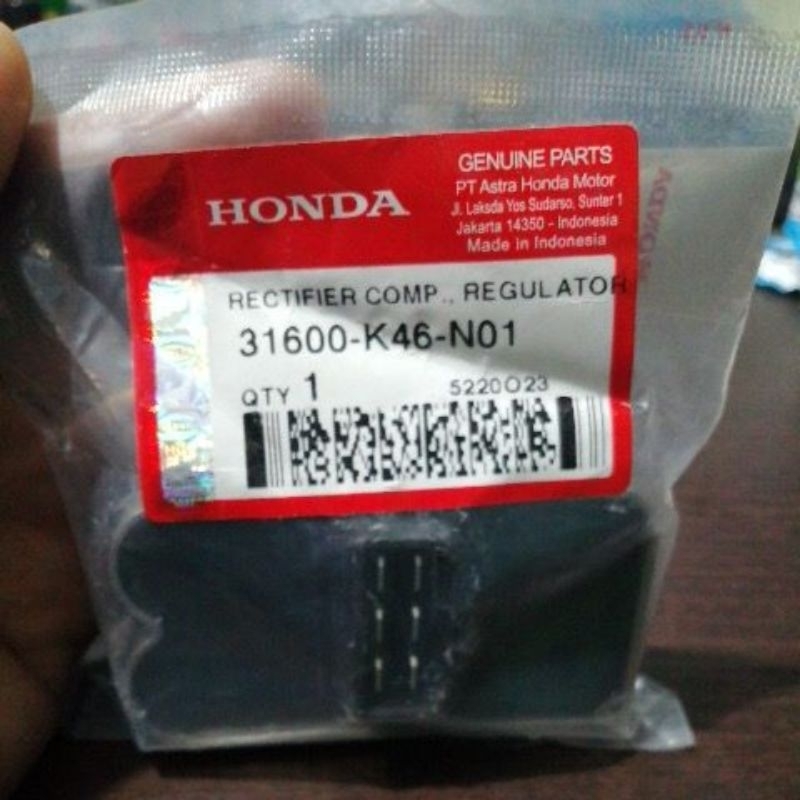 HONDA
GENUINE PARTS
PT Astra Honda Motor
Jl. Laksda Yos Sudarso, Sunter 1
Jakarta 14350 - Indonesia
Made in Indonesia
RECTIFIER COMP., REGULATOR
31600-K46-N01
QTY 1
5220O23
HONDA